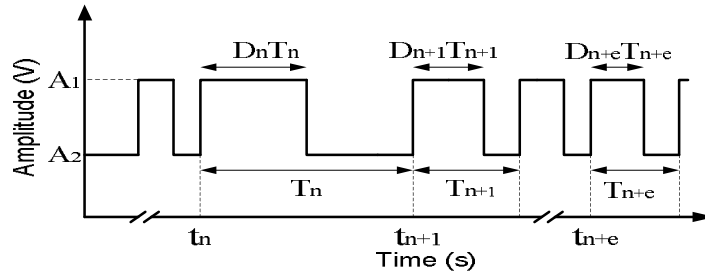 DnTn Dn+1Tn+1 Dn+eTn+e
A1
Amplitude (V)
A2
Tn Tn+1 Tn+e
tn tn+1 tn+e
Time (s)